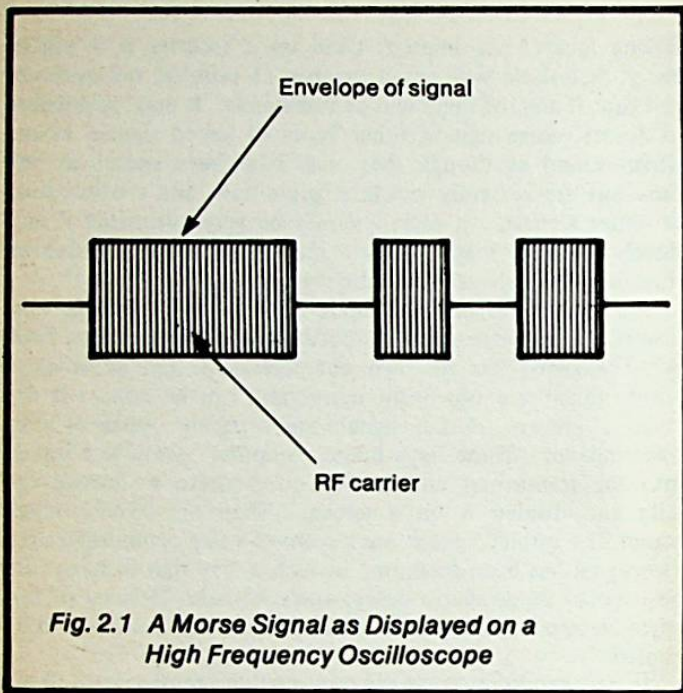 Envelope of signal
RF carrier
Fig. 2.1 A Morse Signal as Displayed on a
High Frequency Oscilloscope